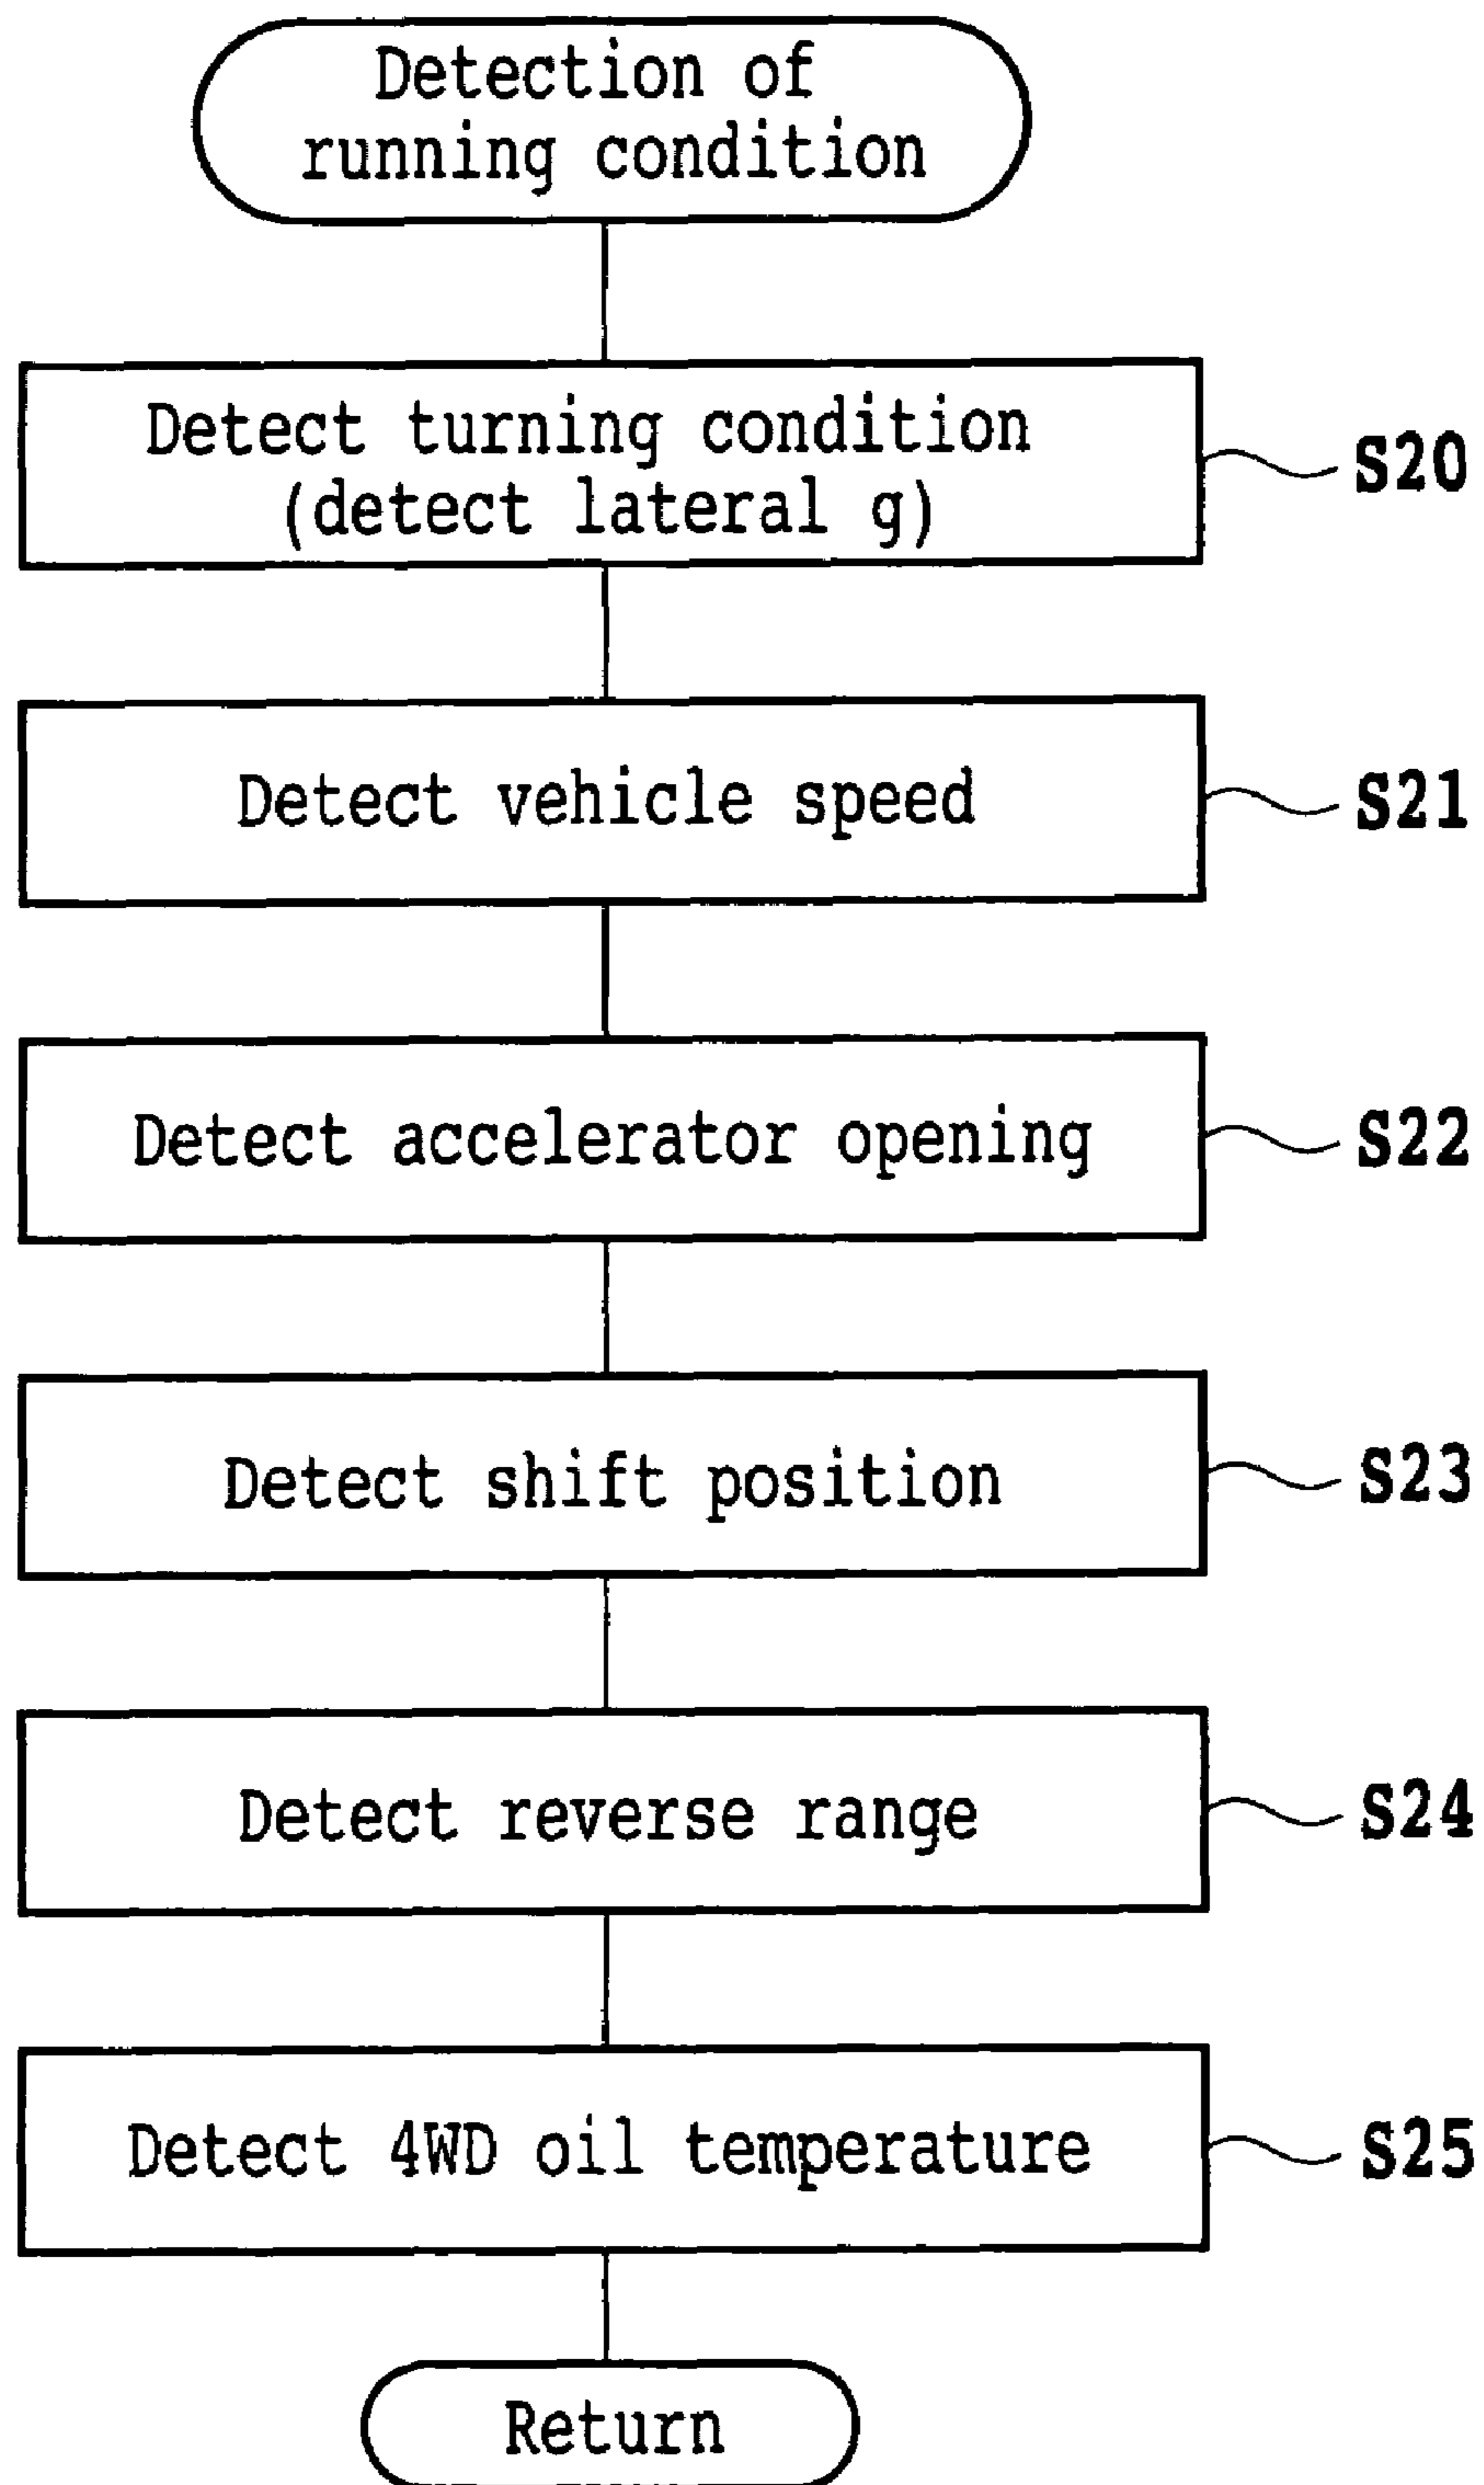 Detection of
running condition
Detect turning condition
(detect lateral g)
S20
Detect vehicle speed
S21
Detect accelerator opening
S22
Detect shift position
S23
Detect reverse range
S24
Detect 4WD oil temperature
S25
Return